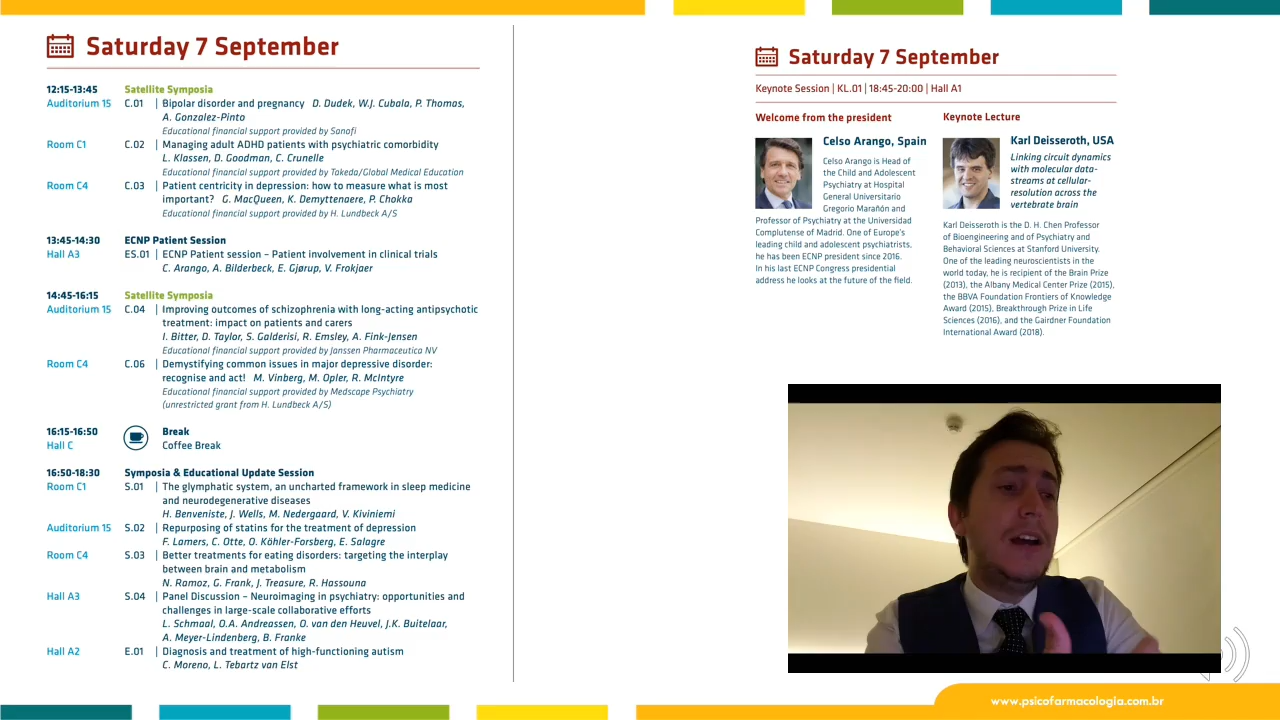 Saturday 7 September
12:15-13:45 Satellite Symposia
Auditorium 15 C.01 | Bipolar disorder and pregnancy D. Dudek, W.J. Cubala, P. Thomas,
A. Gonzalez-Pinto
Educational financial support provided by Sanofi
Room C1 C.02 | Managing adult ADHD patients with psychiatric comorbidity
L. Klassen, D. Goodman, C. Crunelle
Educational financial support provided by Takeda/Global Medical Education
Room C4 C.03 | Patient centricity in depression: how to measure what is most
important? G. MacQueen, K. Demyttenaere, P. Chokka
Educational financial support provided by H. Lundbeck A/S
13:45-14:30 ECNP Patient Session
Hall A3 ES.01 | ECNP Patient session – Patient involvement in clinical trials
C. Arango, A. Bilderbeck, E. Gjørup, V. Frokjaer
14:45-16:15 Satellite Symposia
Auditorium 15 C.04 | Improving outcomes of schizophrenia with long-acting antipsychotic
treatment: impact on patients and carers
I. Bitter, D. Taylor, S. Galderisi, R. Emsley, A. Fink-Jensen
Educational financial support provided by Janssen Pharmaceutica NV
Room C4 C.06 | Demystifying common issues in major depressive disorder:
recognise and act! M. Vinberg, M. Opler, R. McIntyre
Educational financial support provided by Medscape Psychiatry
(unrestricted grant from H. Lundbeck A/S)
16:15-16:50 Break
Hall C Coffee Break
16:50-18:30 Symposia & Educational Update Session
Room C1 S.01 | The glymphatic system, an uncharted framework in sleep medicine
and neurodegenerative diseases
H. Benveniste, J. Wells, M. Nedergaard, V. Kiviniemi
Auditorium 15 S.02 | Repurposing of statins for the treatment of depression
F. Lamers, C. Otte, O. Köhler-Forsberg, E. Salagre
Room C4 S.03 | Better treatments for eating disorders: targeting the interplay
between brain and metabolism
N. Ramoz, G. Frank, J. Treasure, R. Hassouna
Hall A3 S.04 | Panel Discussion – Neuroimaging in psychiatry: opportunities and
challenges in large-scale collaborative efforts
L. Schmaal, O.A. Andreassen, O. van den Heuvel, J.K. Buitelaar,
A. Meyer-Lindenberg, B. Franke
Hall A2 E.01 | Diagnosis and treatment of high-functioning autism
C. Moreno, L. Tebartz van Elst
Saturday 7 September
Keynote Session | KL.01 | 18:45-20:00 | Hall A1
Welcome from the president
Celso Arango, Spain
Celso Arango is Head of
the Child and Adolescent
Psychiatry at Hospital
General Universitario
Gregorio Marañón and
Professor of Psychiatry at the Universidad
Complutense of Madrid. One of Europe's
leading child and adolescent psychiatrists,
he has been ECNP president since 2016.
In his last ECNP Congress presidential
address he looks at the future of the field.
Keynote Lecture
Karl Deisseroth, USA
Linking circuit dynamics
with molecular data-
streams at cellular-
resolution across the
vertebrate brain
Karl Deisseroth is the D. H. Chen Professor
of Bioengineering and of Psychiatry and
Behavioral Sciences at Stanford University.
One of the leading neuroscientists in the
world today, he is recipient of the Brain Prize
(2013), the Albany Medical Center Prize (2015),
the BBVA Foundation Frontiers of Knowledge
Award (2015), Breakthrough Prize in Life
Sciences (2016), and the Gairdner Foundation
International Award (2018).
www.psicofarmacologia.com.br